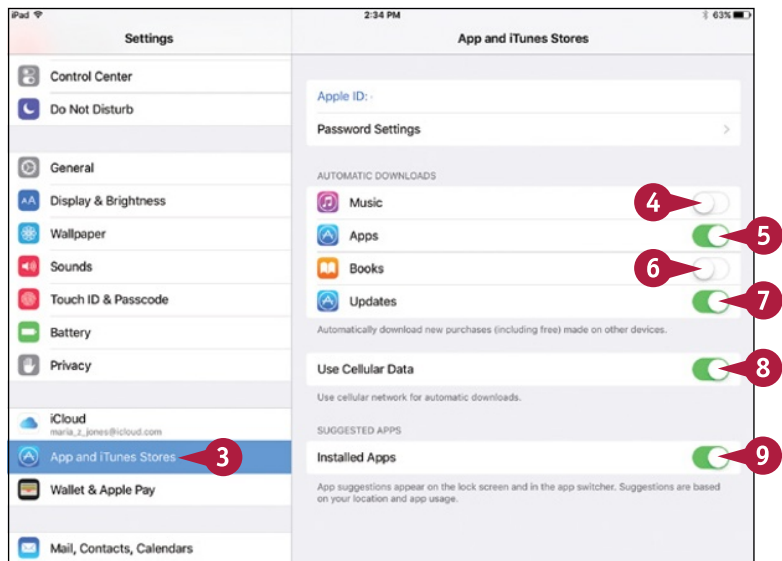 iPad
2:34 PM
63%
Settings
App and iTunes Stores
Control Center
Do Not Disturb
General
Display & Brightness
Wallpaper
Sounds
Touch ID & Passcode
Battery
Privacy
iCloud
maria_z_jones@icloud.com
App and iTunes Stores
3
Wallet & Apple Pay
Mail, Contacts, Calendars
Apple ID:
Password Settings
AUTOMATIC DOWNLOADS
Music
4
Apps
5
Books
6
Updates
7
Automatically download new purchases (including free) made on other devices.
Use Cellular Data
8
Use cellular network for automatic downloads.
SUGGESTED APPS
Installed Apps
9
App suggestions appear on the lock screen and in the app switcher. Suggestions are based
on your location and app usage.